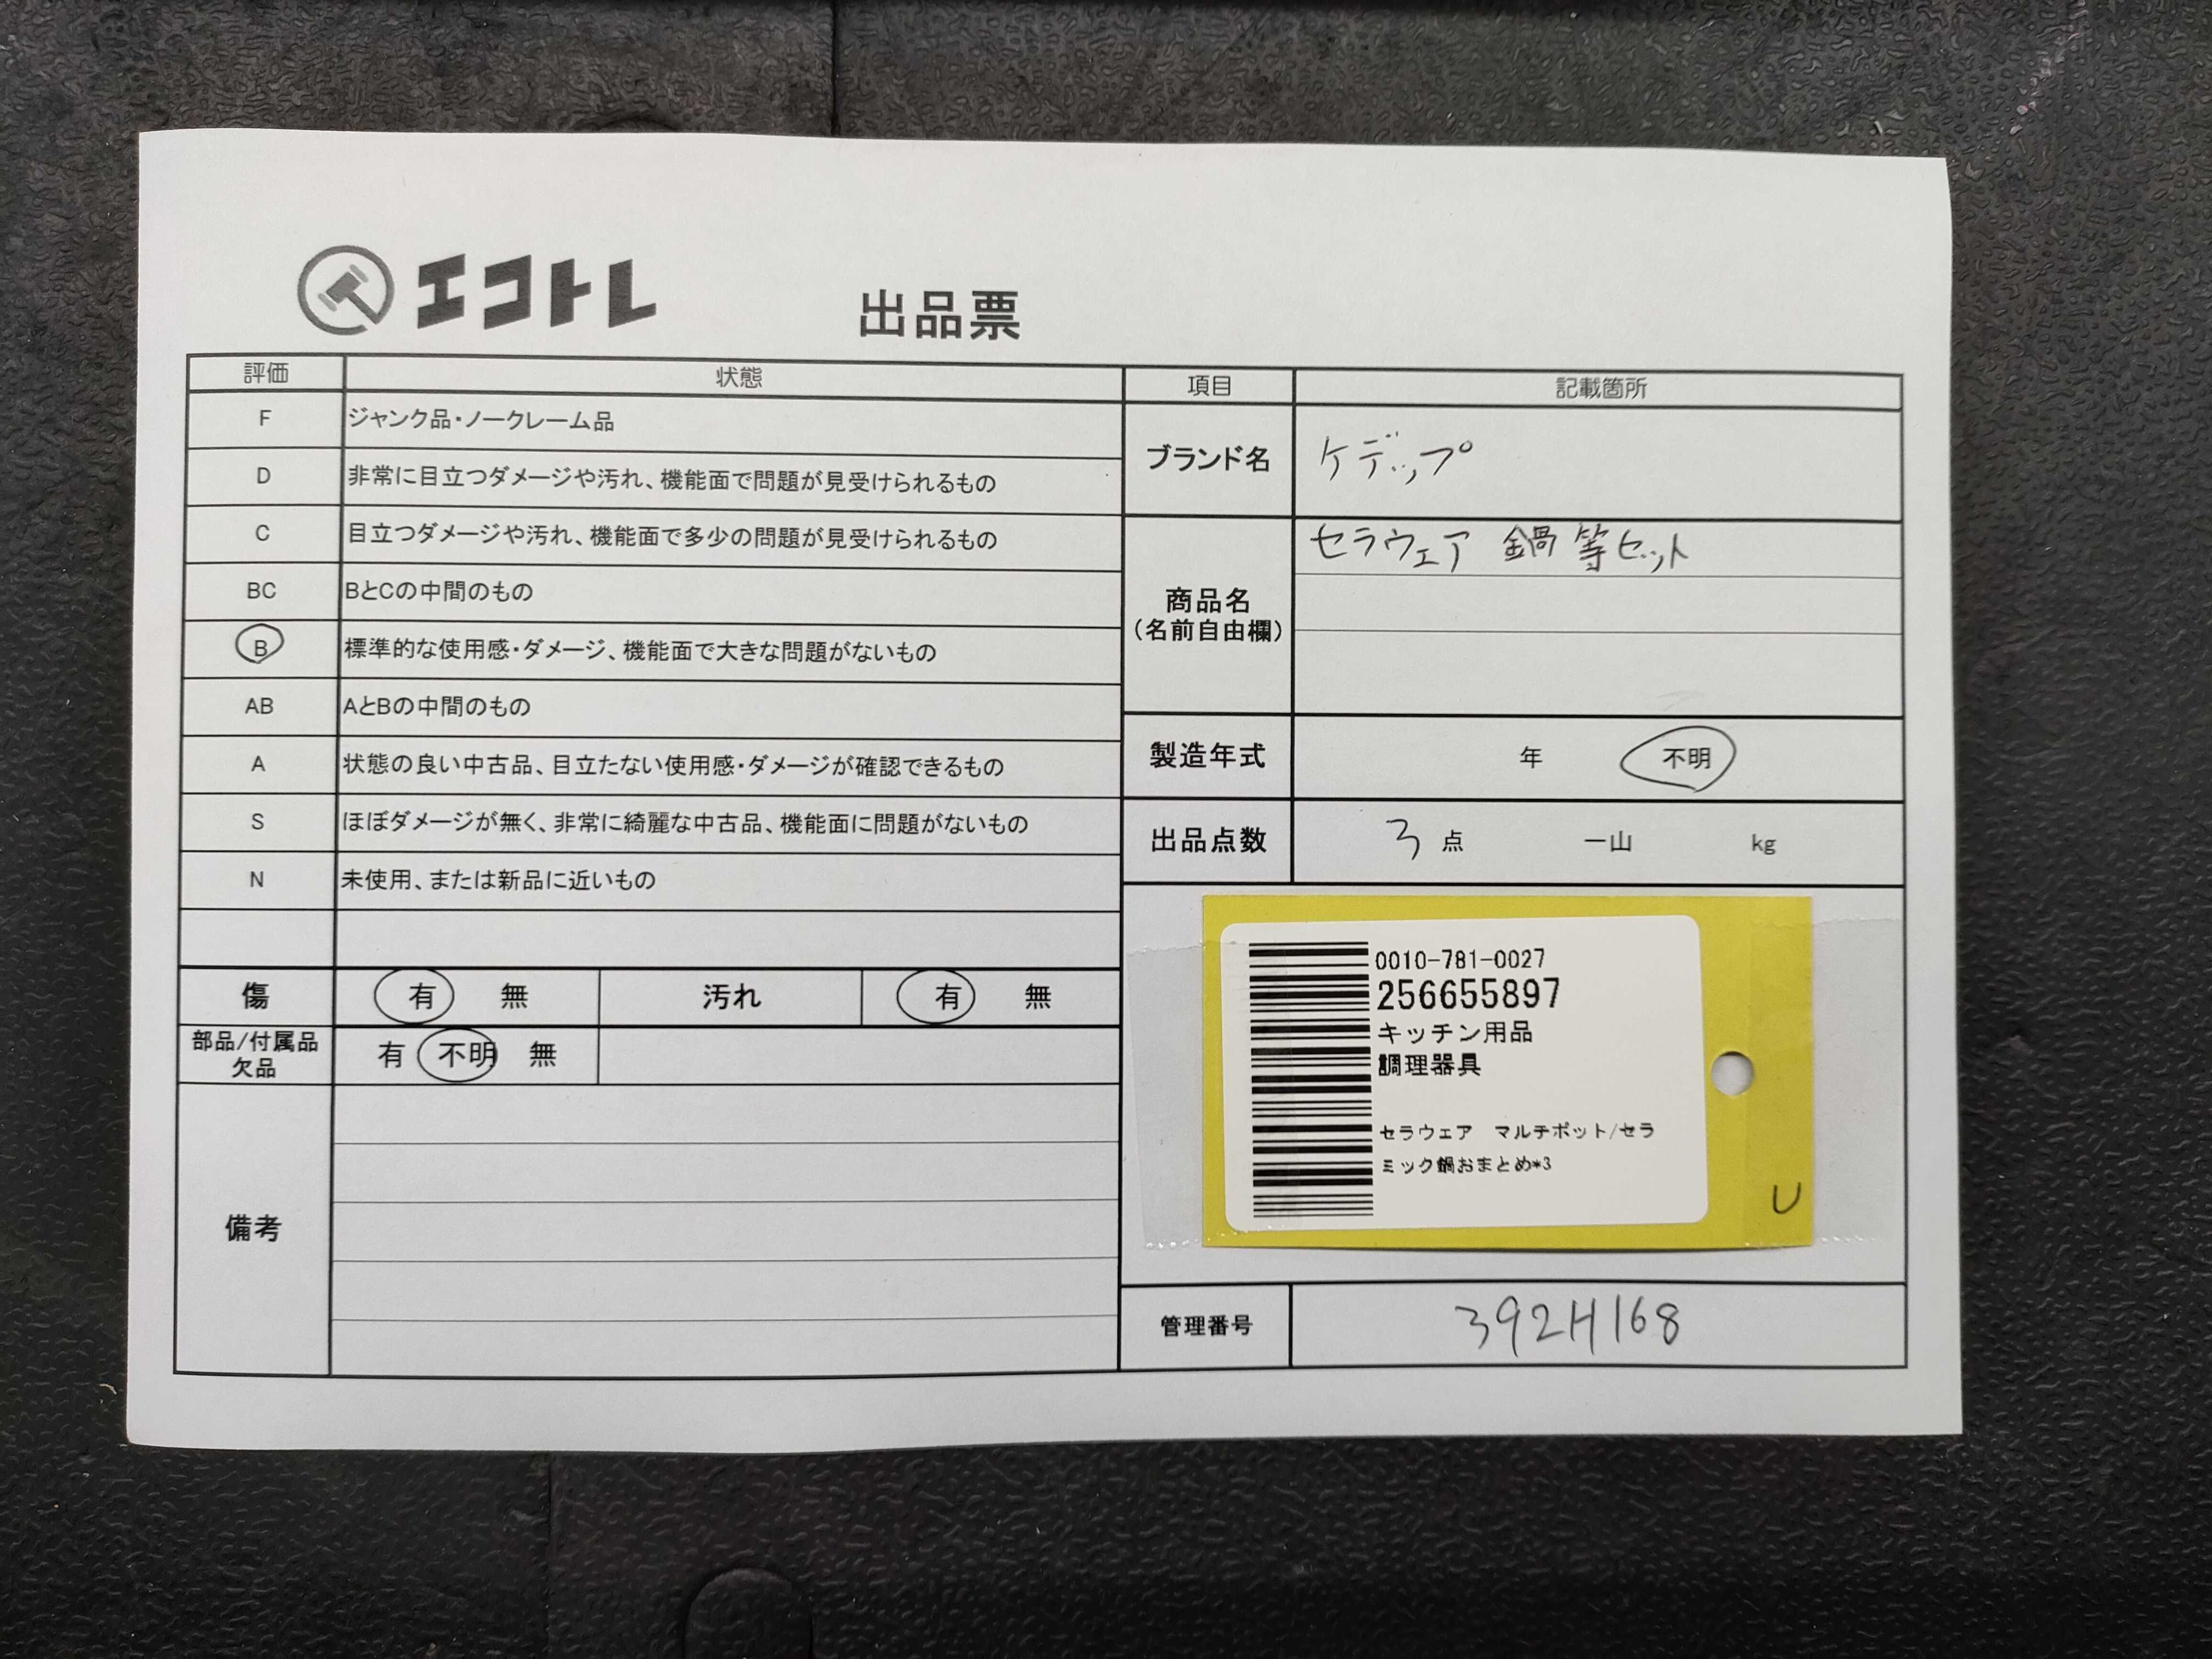 エコトレ
出品票
評価 状態
F ジャンク品・ノークレーム品
D 非常に目立つダメージや汚れ、機能面で問題が見受けられるもの
C 目立つダメージや汚れ、機能面で多少の問題が見受けられるもの
BC BとCの中間のもの
B 標準的な使用感・ダメージ、機能面で大きな問題がないもの
AB AとBの中間のもの
A 状態の良い中古品、目立たない使用感・ダメージが確認できるもの
S ほぼダメージが無く、非常に綺麗な中古品、機能面に問題がないもの
N 未使用、または新品に近いもの
傷 有 無 汚れ 有 無
部品/付属品
欠品
有 不明 無
備考
項目 記載箇所
ブランド名 ケデップ
商品名
(名前自由欄)
セラウェア 鍋等セット
製造年式 年 不明
出品点数 3 点 一山 kg
0010-781-0027
256655897
キッチン用品
調理器具
セラウェア マルチポット/セラ
ミック鍋おまとめ*3
U
管理番号 392H168